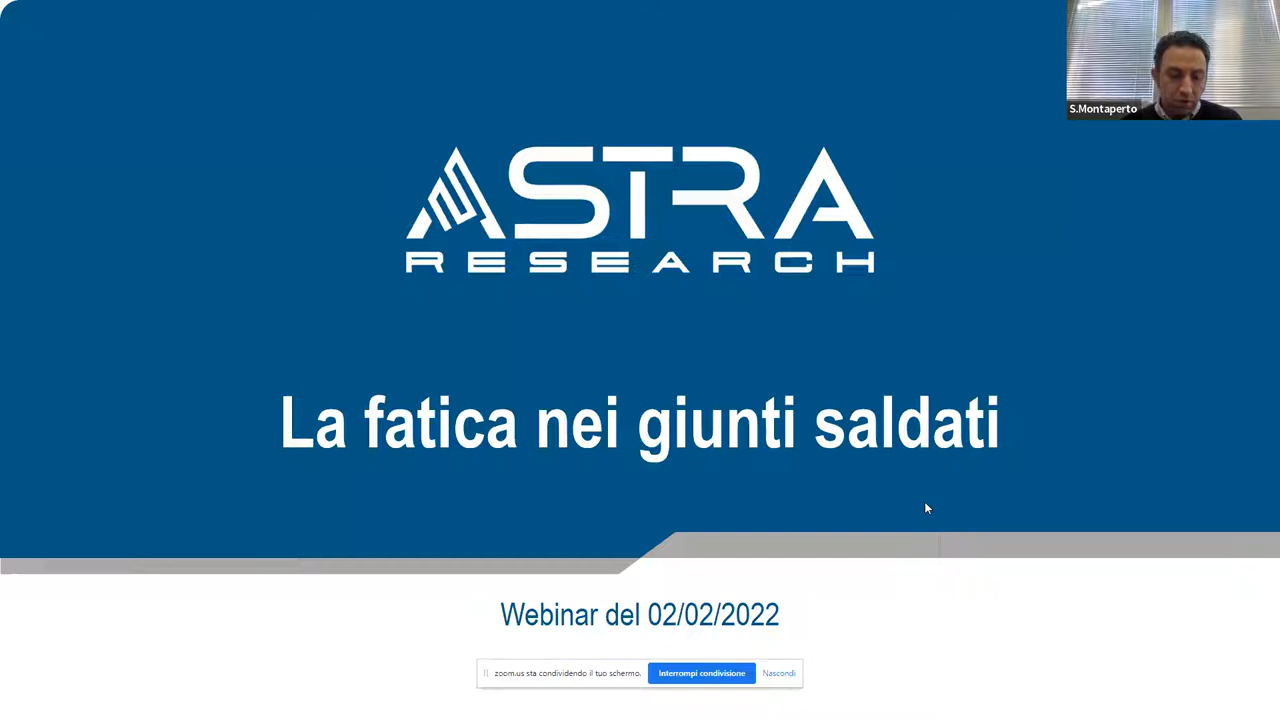 S.Montaperto
ASTRA
RESEARCH
La fatica nei giunti saldati
Webinar del 02/02/2022
zoom.us sta condividendo il tuo schermo. Interrompi condivisione Nascondi